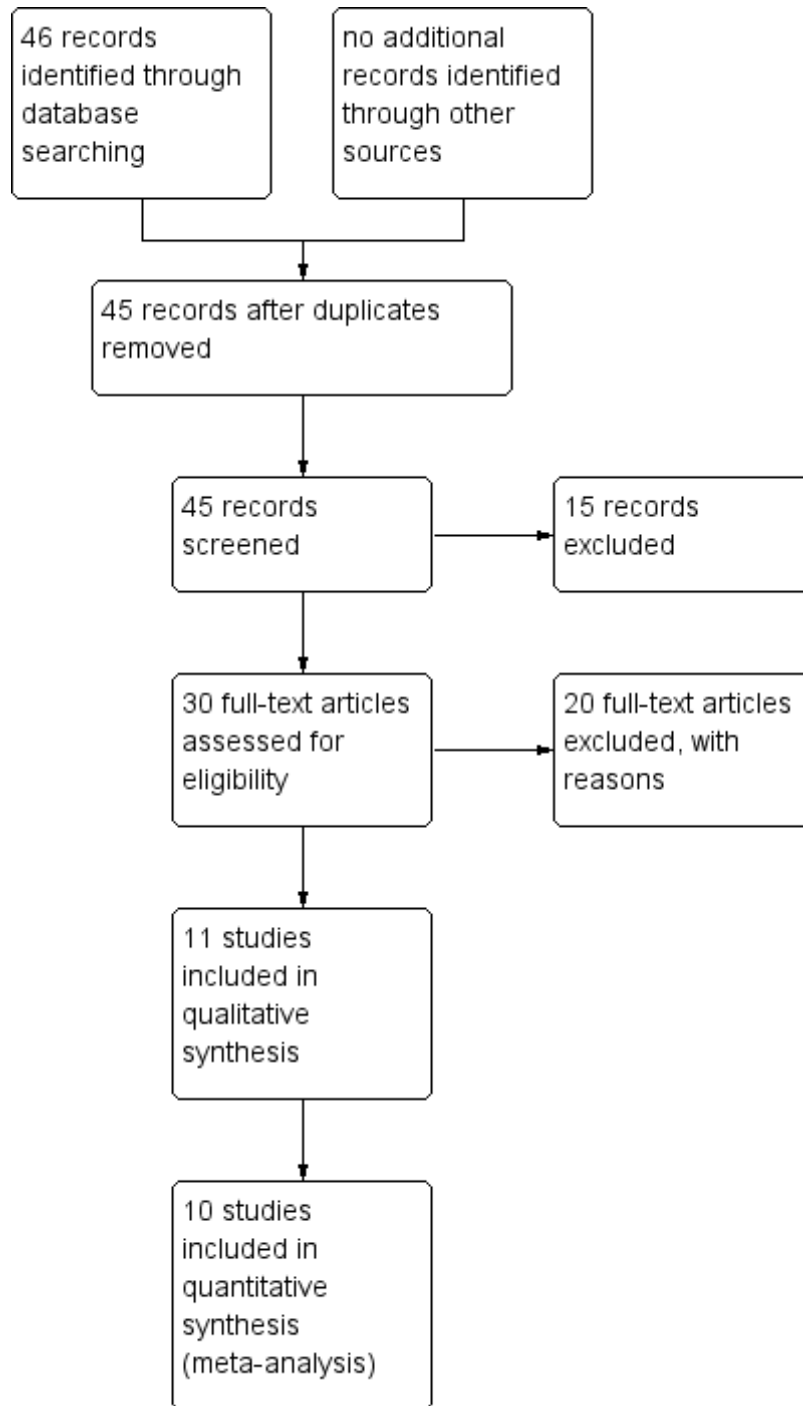 46 records
identified through
database
searching
no additional
records identified
through other
sources
45 records after duplicates
removed
45 records
screened
15 records
excluded
30 full-text articles
assessed for
eligibility
20 full-text articles
excluded, with
reasons
11 studies
included in
qualitative
synthesis
10 studies
included in
quantitative
synthesis
(meta-analysis)